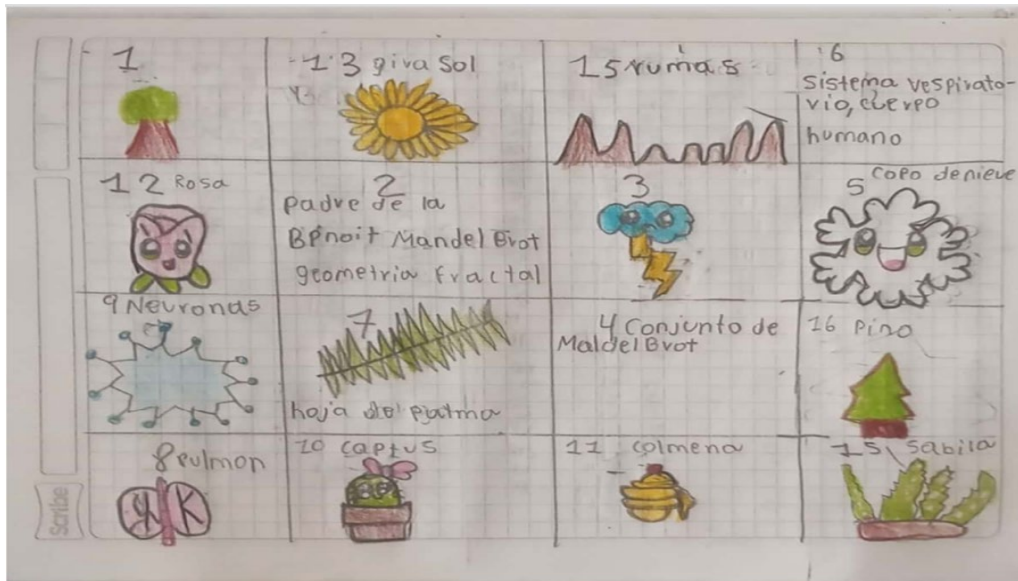 1
13 gira sol
15 rumas
6
sistema respirato-
rio, cuerpo
humano
12 Rosa
2
padre de la
Benoit Mandel Brot
geometria Fractal
3
5 copo de nieve
9 Neuronas
7
hoja de palma
4 Conjunto de
Maldel Brot
16 Pino
8 pulmon
10 captus
11 colmena
15 sabila
Scribe